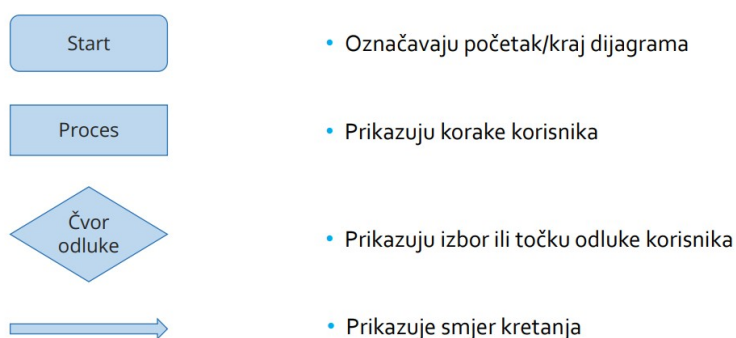 Start
• Označavaju početak/kraj dijagrama
Proces
• Prikazuju korake korisnika
Čvor
odluke
• Prikazuju izbor ili točku odluke korisnika
• Prikazuje smjer kretanja